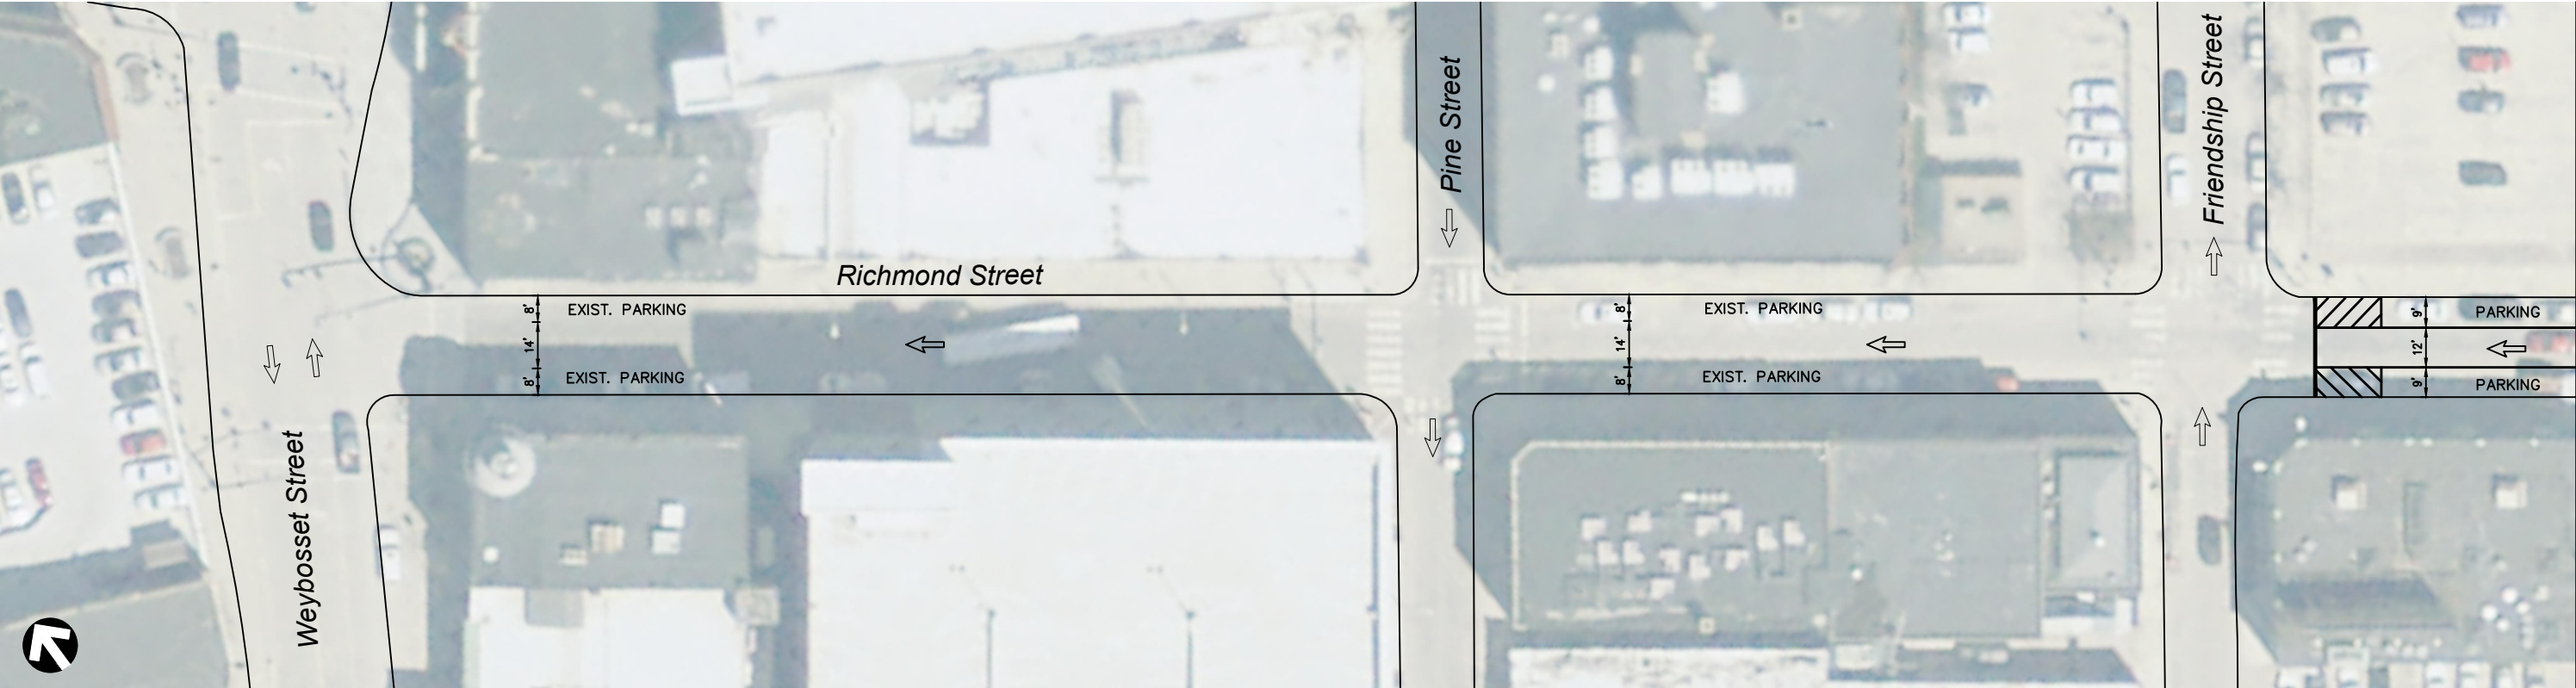 Pine Street
Friendship Street
Richmond Street
8'
EXIST. PARKING
14'
8'
EXIST. PARKING
8'
EXIST. PARKING
14'
8'
EXIST. PARKING
9'
PARKING
12'
9'
PARKING
Weybosset Street